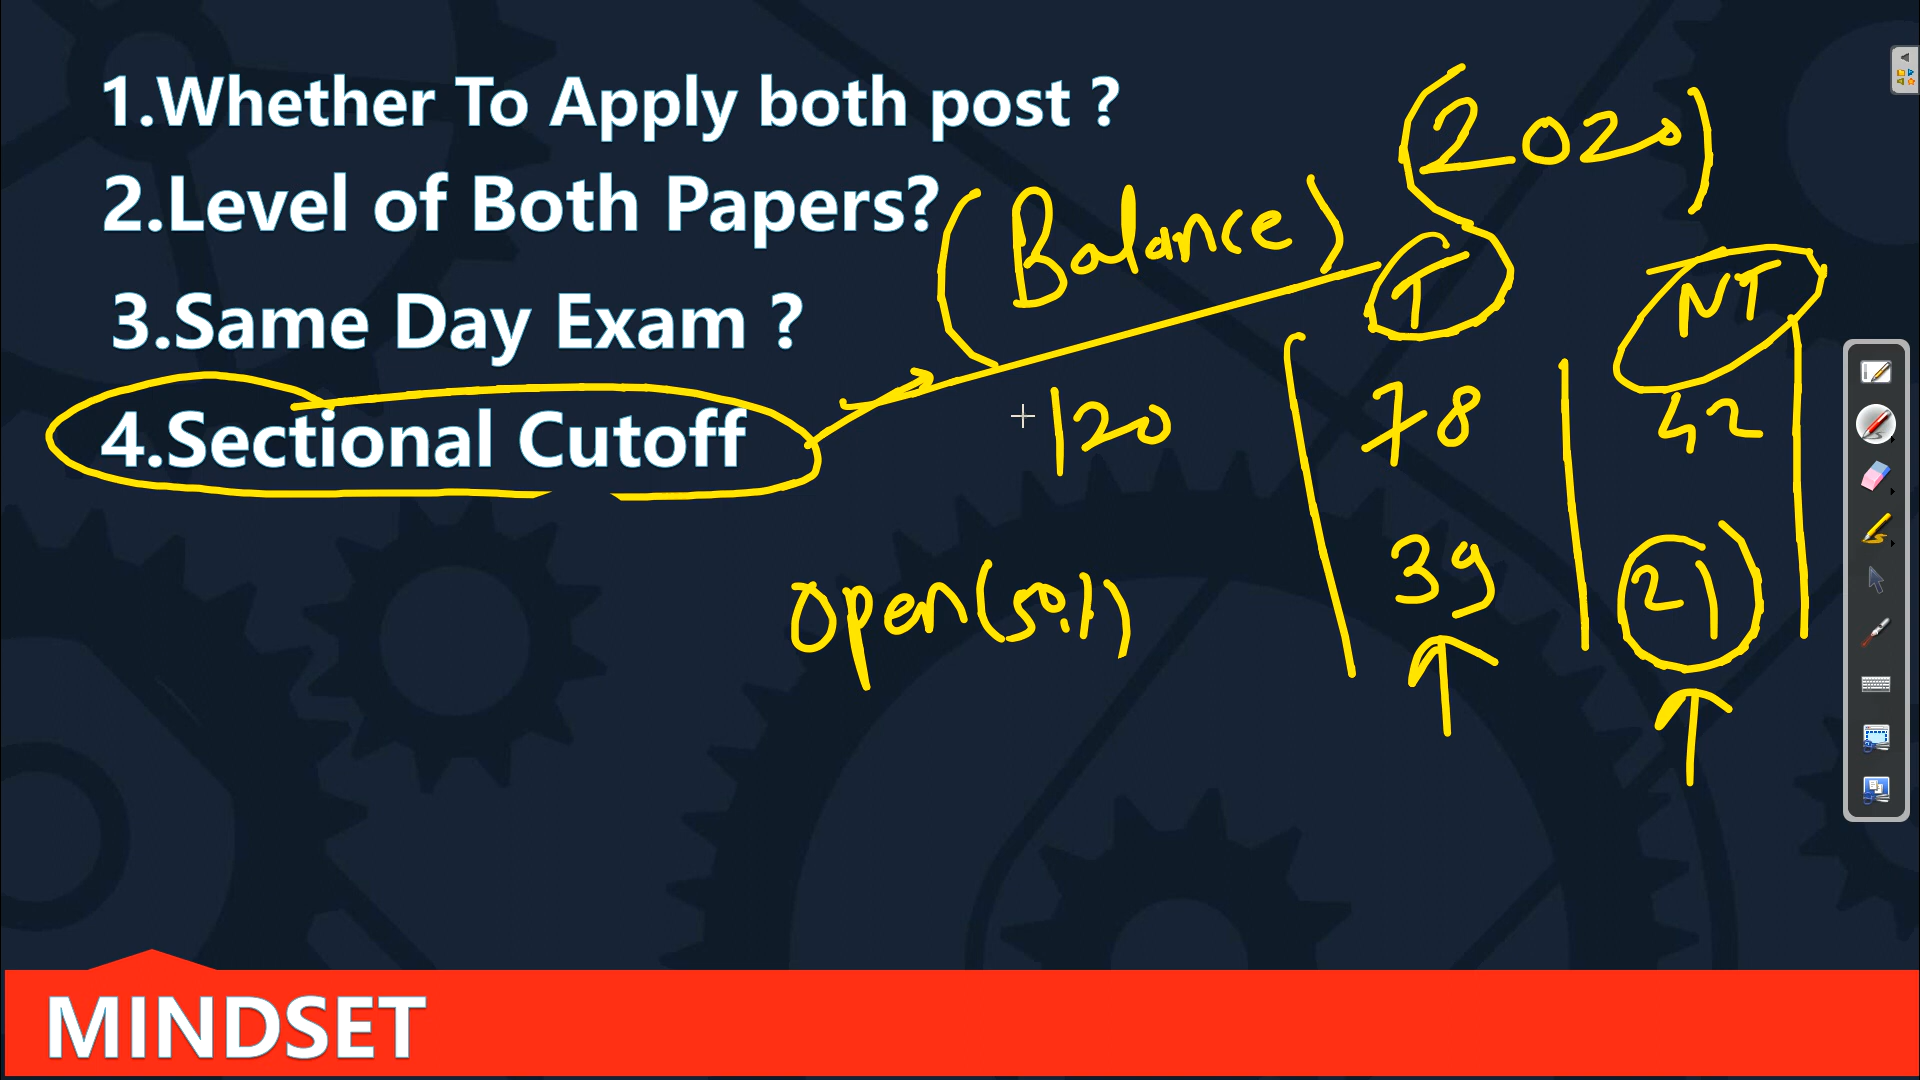 1.Whether To Apply both post ?
(2020)
2.Level of Both Papers?
(Balance)
T
NT
3.Same Day Exam ?
4.Sectional Cutoff
120
78
42
open(50%)
39
21
MINDSET